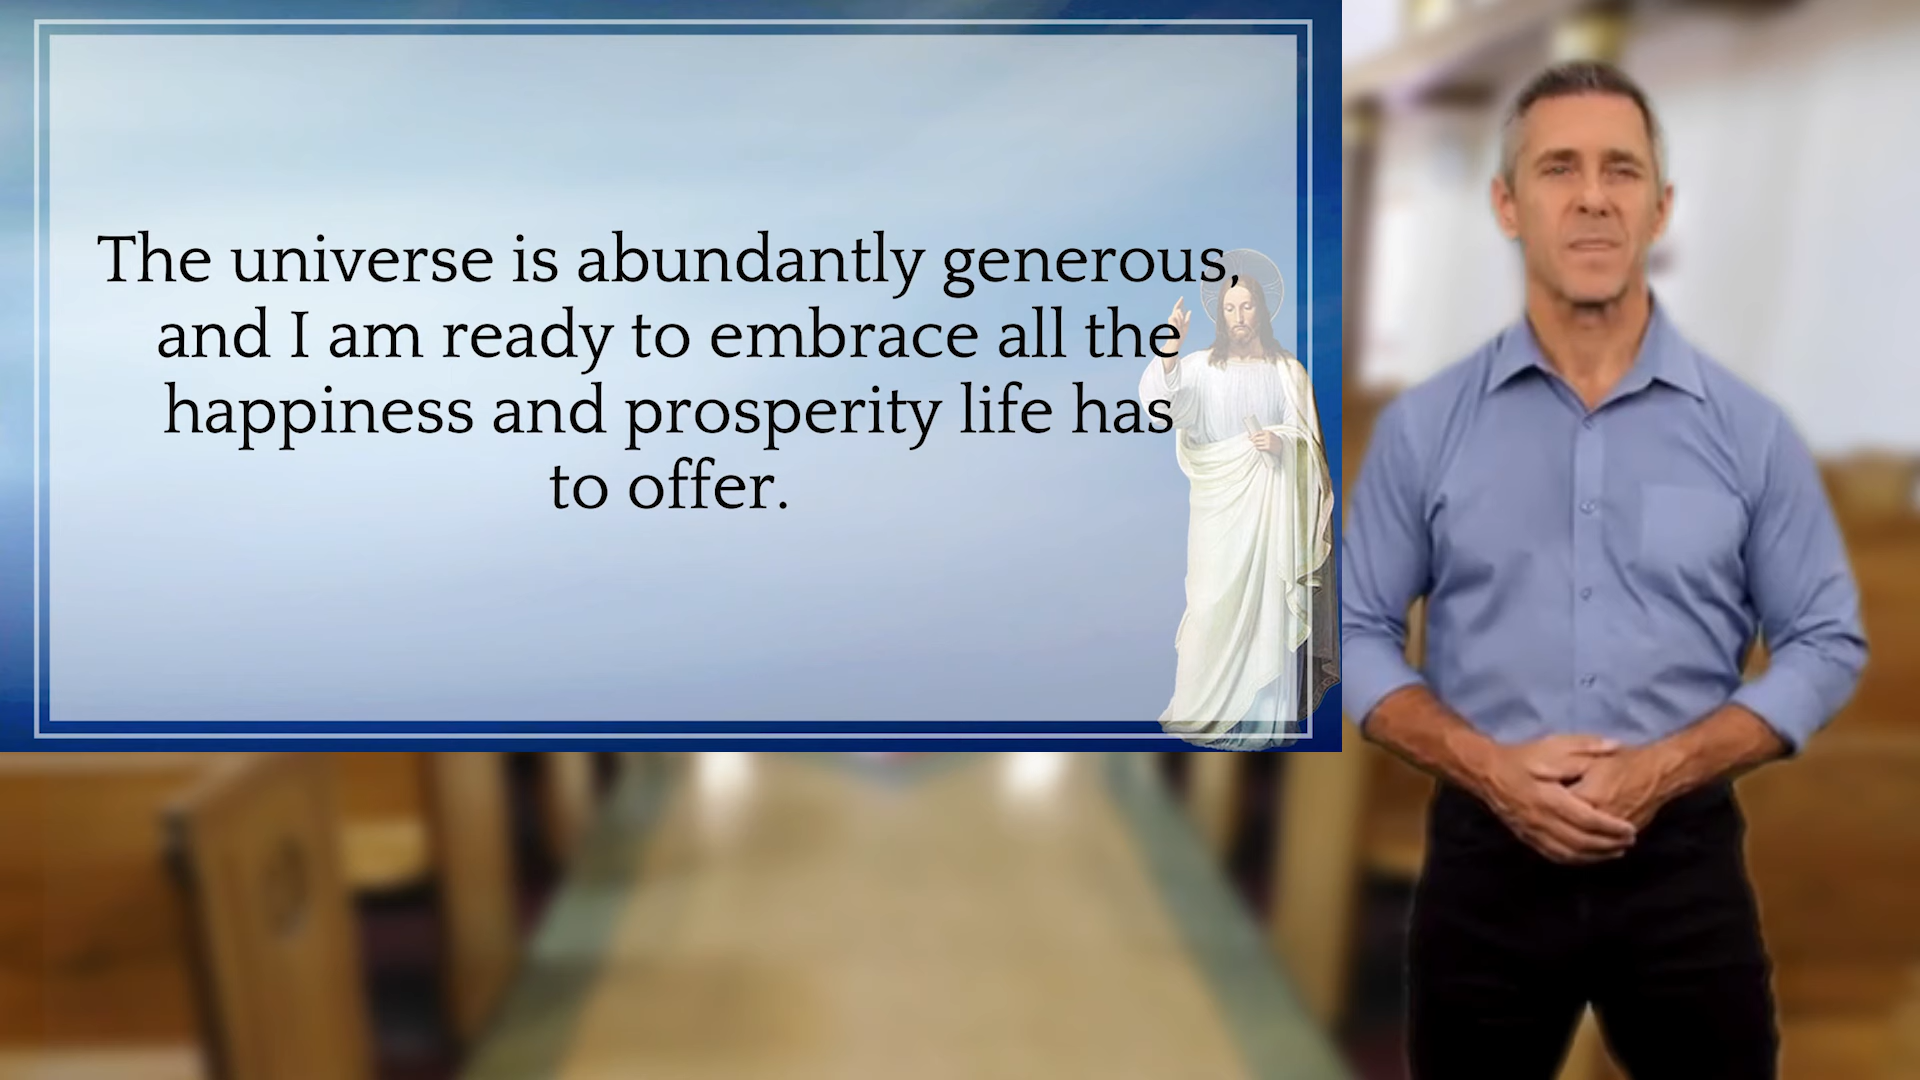 The universe is abundantly generous,
and I am ready to embrace all the
happiness and prosperity life has
to offer.